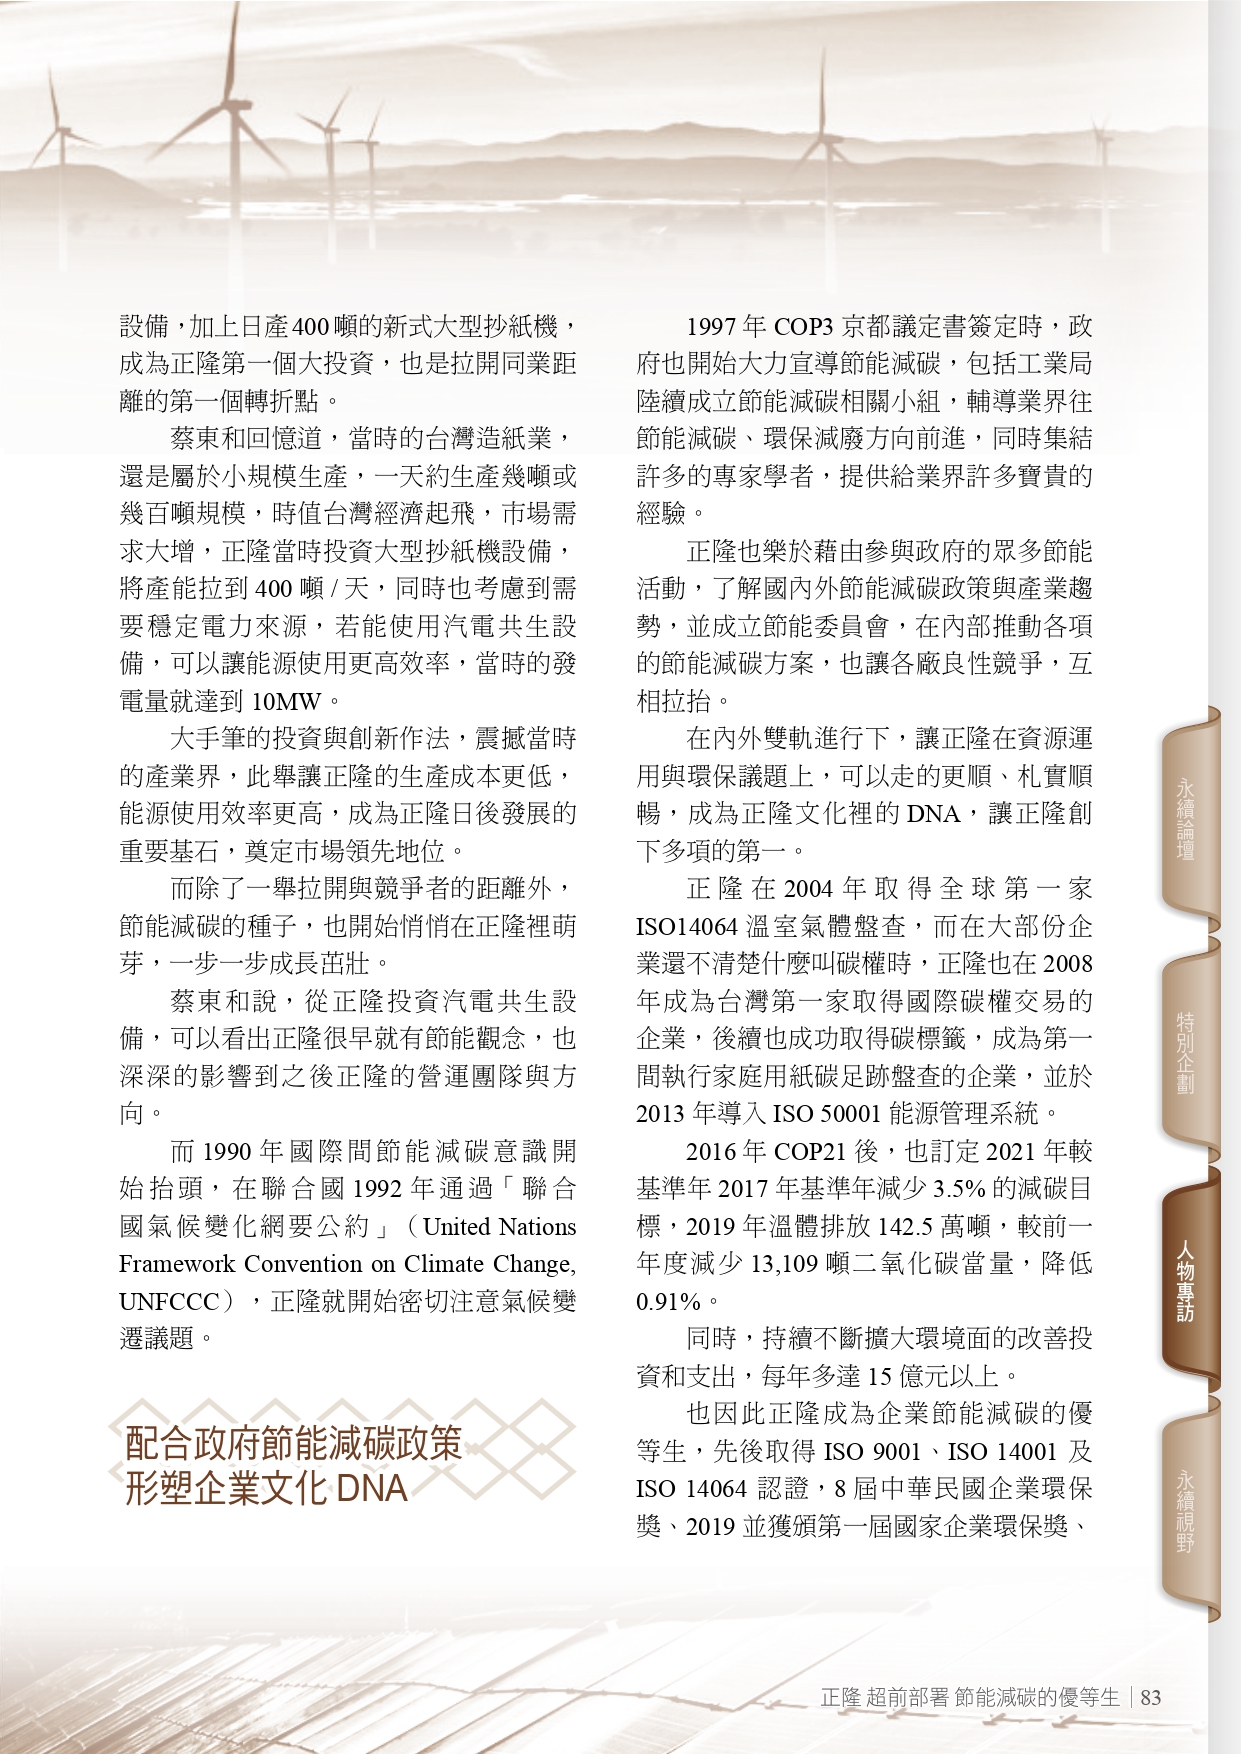 設備，加上日產 400 噸的新式大型抄紙機，
成為正隆第一個大投資，也是拉開同業距
離的第一個轉折點。
蔡東和回憶道，當時的台灣造紙業，
還是屬於小規模生產，一天約生產幾噸或
幾百噸規模，時值台灣經濟起飛，市場需
求大增，正隆當時投資大型抄紙機設備，
將產能拉到 400 噸 / 天，同時也考慮到需
要穩定電力來源，若能使用汽電共生設
備，可以讓能源使用更高效率，當時的發
電量就達到 10MW。
大手筆的投資與創新作法，震撼當時
的產業界，此舉讓正隆的生產成本更低，
能源使用效率更高，成為正隆日後發展的
重要基石，奠定市場領先地位。
而除了一舉拉開與競爭者的距離外，
節能減碳的種子，也開始悄悄在正隆裡萌
芽，一步一步成長茁壯。
蔡東和說，從正隆投資汽電共生設
備，可以看出正隆很早就有節能觀念，也
深深的影響到之後正隆的營運團隊與方
向。
而 1990 年國際間節能減碳意識開
始抬頭，在聯合國 1992 年通過「聯合
國氣候變化綱要公約」（United Nations
Framework Convention on Climate Change,
UNFCCC），正隆就開始密切注意氣候變
遷議題。
配合政府節能減碳政策
形塑企業文化 DNA
1997 年 COP3 京都議定書簽定時，政
府也開始大力宣導節能減碳，包括工業局
陸續成立節能減碳相關小組，輔導業界往
節能減碳、環保減廢方向前進，同時集結
許多的專家學者，提供給業界許多寶貴的
經驗。
正隆也樂於藉由參與政府的眾多節能
活動，了解國內外節能減碳政策與產業趨
勢，並成立節能委員會，在內部推動各項
的節能減碳方案，也讓各廠良性競爭，互
相拉抬。
在內外雙軌進行下，讓正隆在資源運
用與環保議題上，可以走的更順、札實順
暢，成為正隆文化裡的 DNA，讓正隆創
下多項的第一。
正隆在 2004 年取得全球第一家
ISO14064 溫室氣體盤查，而在大部份企
業還不清楚什麼叫碳權時，正隆也在 2008
年成為台灣第一家取得國際碳權交易的
企業，後續也成功取得碳標籤，成為第一
間執行家庭用紙碳足跡盤查的企業，並於
2013 年導入 ISO 50001 能源管理系統。
2016 年 COP21 後，也訂定 2021 年較
基準年 2017 年基準年減少 3.5% 的減碳目
標，2019 年溫體排放 142.5 萬噸，較前一
年度減少 13,109 噸二氧化碳當量，降低
0.91%。
同時，持續不斷擴大環境面的改善投
資和支出，每年多達 15 億元以上。
也因此正隆成為企業節能減碳的優
等生，先後取得 ISO 9001、ISO 14001 及
ISO 14064 認證，8 屆中華民國企業環保
獎、2019 並獲頒第一屆國家企業環保獎、
永續論壇
特別企劃
人物專訪
永續視野
正隆 超前部署 節能減碳的優等生｜83